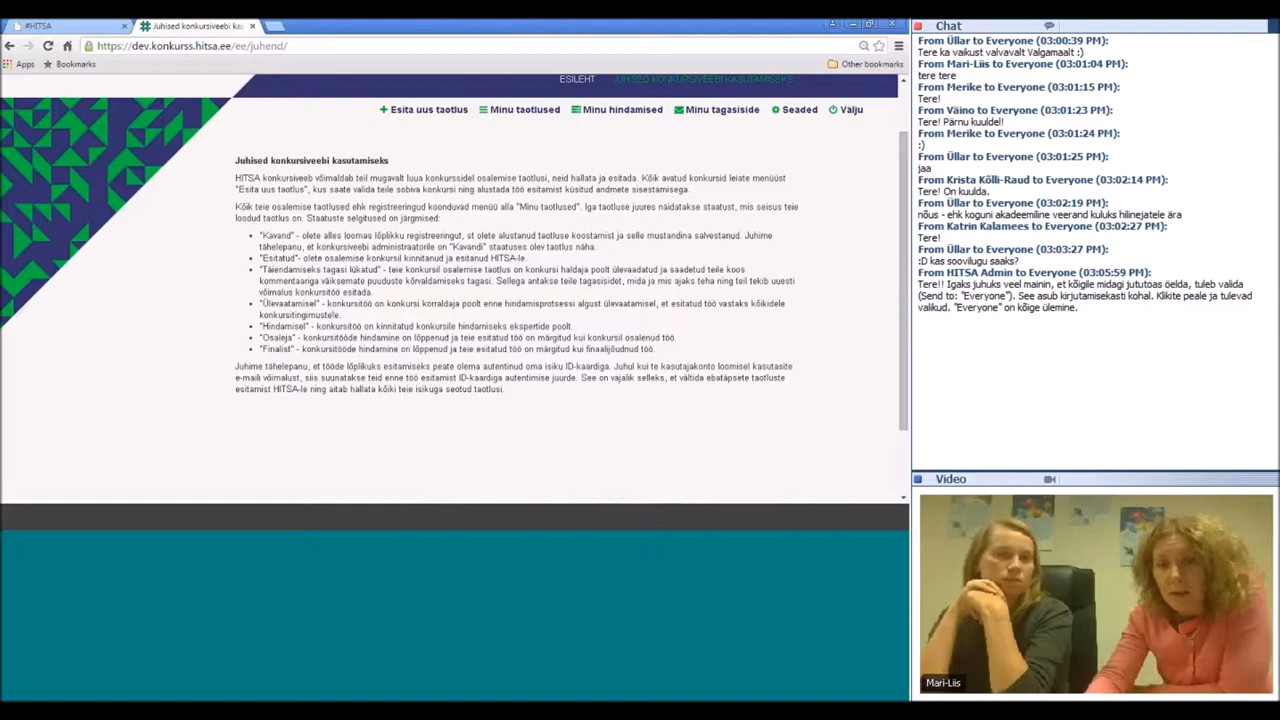 #HITSA
Juhised konkursiveebi ka
https://dev.konkurss.hitsa.ee/ee/juhend/
Apps
Bookmarks
Other bookmarks
ESILEHT
JUHISED KONKURSIVEEBI KASUTAMISEKS
Esita uus taotlus
Minu taotlused
Minu hindamised
Minu tagasiside
Seaded
Välju
Juhised konkursiveebi kasutamiseks
HITSA konkursiveeb võimaldab teil mugavalt luua konkurssidel osalemise taotlusi, neid hallata ja esitada. Kõik avatud konkursid leiate menüüst
"Esita uus taotlus", kus saate valida teile sobiva konkursi ning alustada töö esitamist küsitud andmete sisestamisega.
Kõik teie osalemise taotlused ehk registreeringud koonduvad menüü alla "Minu taotlused". Iga taotluse juures näidatakse staatust, mis seisus teie
loodud taotlus on. Staatuste selgitused on järgmised:
"Kavand" - olete alles loomas lõplikku registreeringut, st olete alustanud taotluse koostamist ja selle mustandina salvestanud. Juhime
tähelepanu, et konkursiveebi administraatorile on "Kavandi" staatuses olev taotlus näha.
"Esitatud"- olete osalemise konkursil kinnitanud ja esitanud HITSA-le.
"Täiendamiseks tagasi lükatud" - teie konkursil osalemise taotlus on konkursi haldaja poolt ülevaadatud ja saadetud teile koos
kommentaariga väiksemate puuduste kõrvaldamiseks tagasi. Sellega antakse teile tagasisidet, mida ja mis ajaks teha ning teil tekib uuesti
võimalus konkursitöö esitada.
"Ülevaatamisel" - konkursitöö on konkursi korraldaja poolt enne hindamisprotsessi algust ülevaatamisel, et esitatud töö vastaks kõikidele
konkursitingimustele.
"Hindamisel" - konkursitöö on kinnitatud konkursile hindamiseks ekspertide poolt.
"Osaleja" - konkursitööde hindamine on lõppenud ja teie esitatud töö on märgitud kui konkursil osalenud töö.
"Finalist" - konkursitööde hindamine on lõppenud ja teie esitatud töö on märgitud kui finaali jõudnud töö.
Juhime tähelepanu, et tööde lõplikuks esitamiseks peate olema autentinud oma isiku ID-kaardiga. Juhul kui te kasutajakonto loomisel kasutasite
e-maili võimalust, siis suunatakse teid enne töö esitamist ID-kaardiga autentimise juurde. See on vajalik selleks, et vältida ebatäpsete taotluste
esitamist HITSA-le ning aitab hallata kõiki teie isikuga seotud taotlusi.
Chat
From Üllar to Everyone (03:00:39 PM):
Tere ka vaikust valvavalt Valgamaalt :)
From Mari-Liis to Everyone (03:01:04 PM):
tere tere
From Merike to Everyone (03:01:15 PM):
Tere!
From Väino to Everyone (03:01:23 PM):
Tere! Pärnu kuuldel!
From Merike to Everyone (03:01:24 PM):
:)
From Üllar to Everyone (03:01:25 PM):
jaa
From Krista Kõlli-Raud to Everyone (03:02:14 PM):
Tere! On kuulda.
From Üllar to Everyone (03:02:19 PM):
nõus - ehk koguni akadeemiline veerand kuluks hilinejatele ära
From Katrin Kalamees to Everyone (03:02:27 PM):
Tere!
From Üllar to Everyone (03:03:27 PM):
:D kas soovilugu saaks?
From HITSA Admin to Everyone (03:05:59 PM):
Tere!! Igaks juhuks veel mainin, et kõigile midagi jututoas öelda, tuleb valida
(Send to: "Everyone"). See asub kirjutamisekasti kohal. Klikite peale ja tulevad
valikud. "Everyone" on kõige ülemine.
Video
Mari-Liis